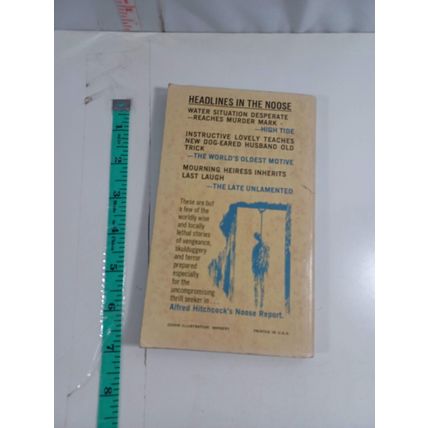 HEADLINES IN THE NOOSE
WATER SITUATION DESPERATE
—REACHES MURDER MARK -
—HIGH TIDE
INSTRUCTIVE LOVELY TEACHES
NEW DOG-EARED HUSBAND OLD
TRICK
—THE WORLD'S OLDEST MOTIVE
MOURNING HEIRESS INHERITS
LAST LAUGH
—THE LATE UNLAMENTED
These are but
a few of the
worldly wise
and locally
lethal stories
of vengeance,
skulduggery
and terror
prepared
especially
for the
uncompromising
thrill seeker in . . .
Alfred Hitchcock's Noose Report.
COVER ILLUSTRATION:
PRINTED IN U.S.A.
1
2
3
4
5
6
7
8